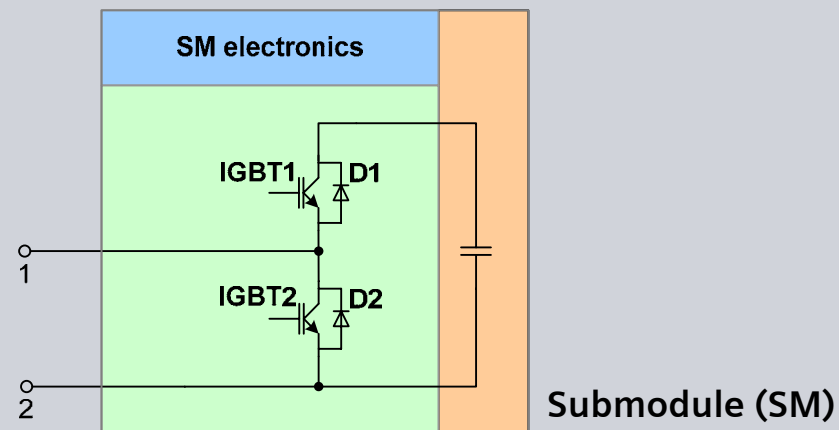 SM electronics
IGBT1 D1
1
IGBT2 D2
2
Submodule (SM)